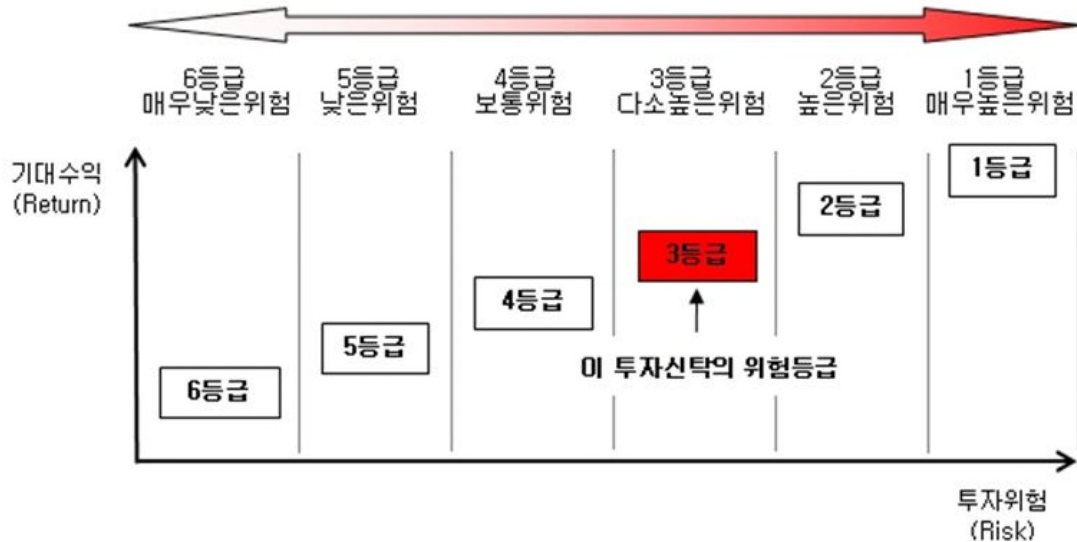 6등급 5등급 4등급 3등급 2등급 1등급
매우낮은위험 낮은위험 보통위험 다소높은위험 높은위험 매우높은위험
기대수익
(Return)
1등급
2등급
3등급
4등급
5등급
이 투자신탁의 위험등급
6등급
투자위험
(Risk)